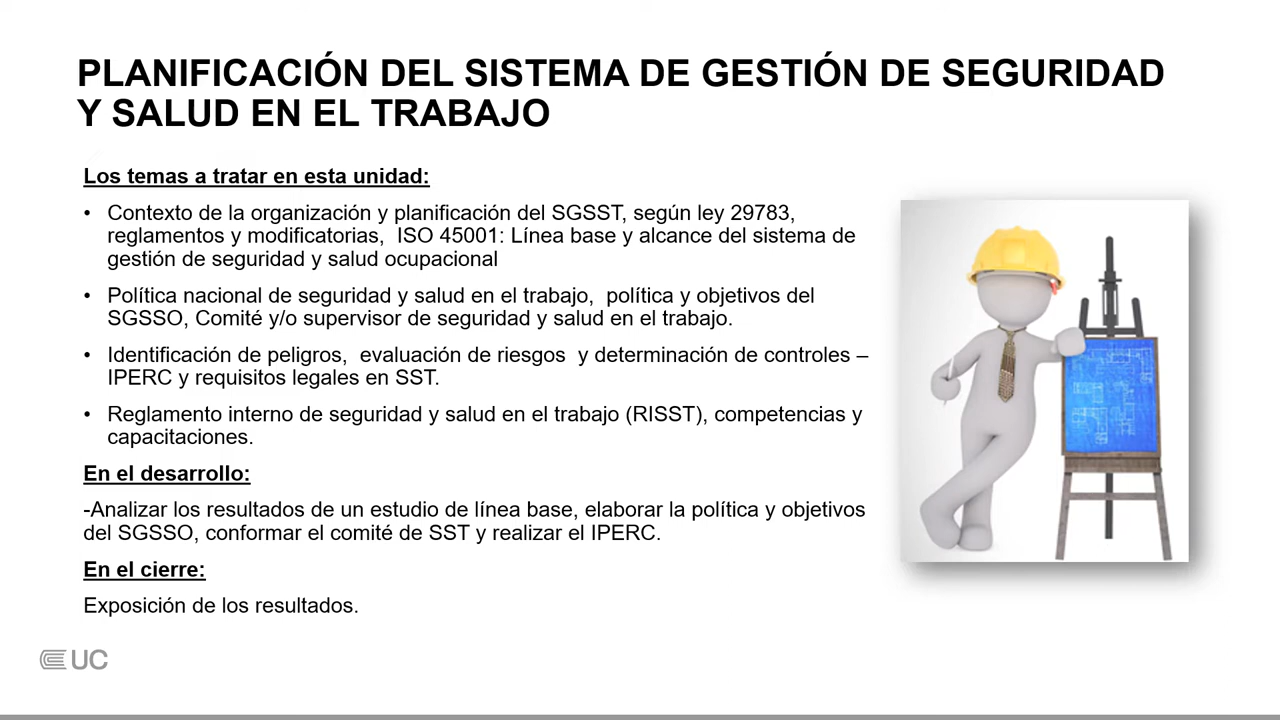 PLANIFICACIÓN DEL SISTEMA DE GESTIÓN DE SEGURIDAD
Y SALUD EN EL TRABAJO
Los temas a tratar en esta unidad:
• Contexto de la organización y planificación del SGSST, según ley 29783,
reglamentos y modificatorias,  ISO 45001: Línea base y alcance del sistema de
gestión de seguridad y salud ocupacional
• Política nacional de seguridad y salud en el trabajo,  política y objetivos del
SGSSO, Comité y/o supervisor de seguridad y salud en el trabajo.
• Identificación de peligros,  evaluación de riesgos  y determinación de controles –
IPERC y requisitos legales en SST.
• Reglamento interno de seguridad y salud en el trabajo (RISST), competencias y
capacitaciones.
En el desarrollo:
-Analizar los resultados de un estudio de línea base, elaborar la política y objetivos
del SGSSO, conformar el comité de SST y realizar el IPERC.
En el cierre:
Exposición de los resultados.
UC